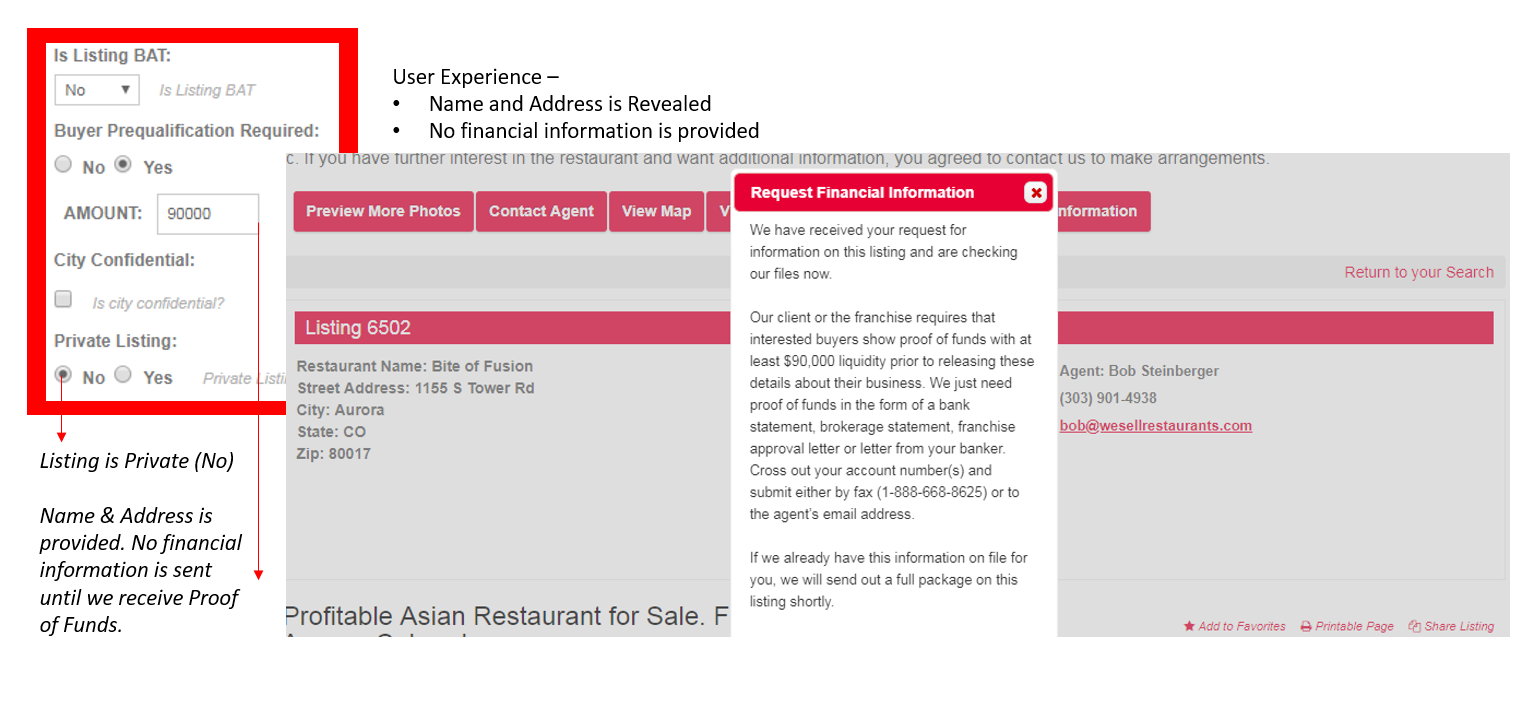 Is Listing BAT:
No
Is Listing BAT
Buyer Prequalification Required:
No
Yes
AMOUNT:
90000
City Confidential:
Is city confidential?
Private Listing:
No
Yes
Private Listi
User Experience –
• Name and Address is Revealed
• No financial information is provided
c. If you have further interest in the restaurant and want additional information, you agreed to contact us to make arrangements.
Preview More Photos
Contact Agent
View Map
V
nformation
Return to your Search
Listing 6502
Restaurant Name: Bite of Fusion
Street Address: 1155 S Tower Rd
City: Aurora
State: CO
Zip: 80017
Agent: Bob Steinberger
(303) 901-4938
bob@wesellrestaurants.com
Request Financial Information
We have received your request for
information on this listing and are checking
our files now.
Our client or the franchise requires that
interested buyers show proof of funds with at
least $90,000 liquidity prior to releasing these
details about their business. We just need
proof of funds in the form of a bank
statement, brokerage statement, franchise
approval letter or letter from your banker.
Cross out your account number(s) and
submit either by fax (1-888-668-8625) or to
the agent's email address.
If we already have this information on file for
you, we will send out a full package on this
listing shortly.
Profitable Asian Restaurant for Sale. F
Add to Favorites
Printable Page
Share Listing
Listing is Private (No)
Name & Address is
provided. No financial
information is sent
until we receive Proof
of Funds.